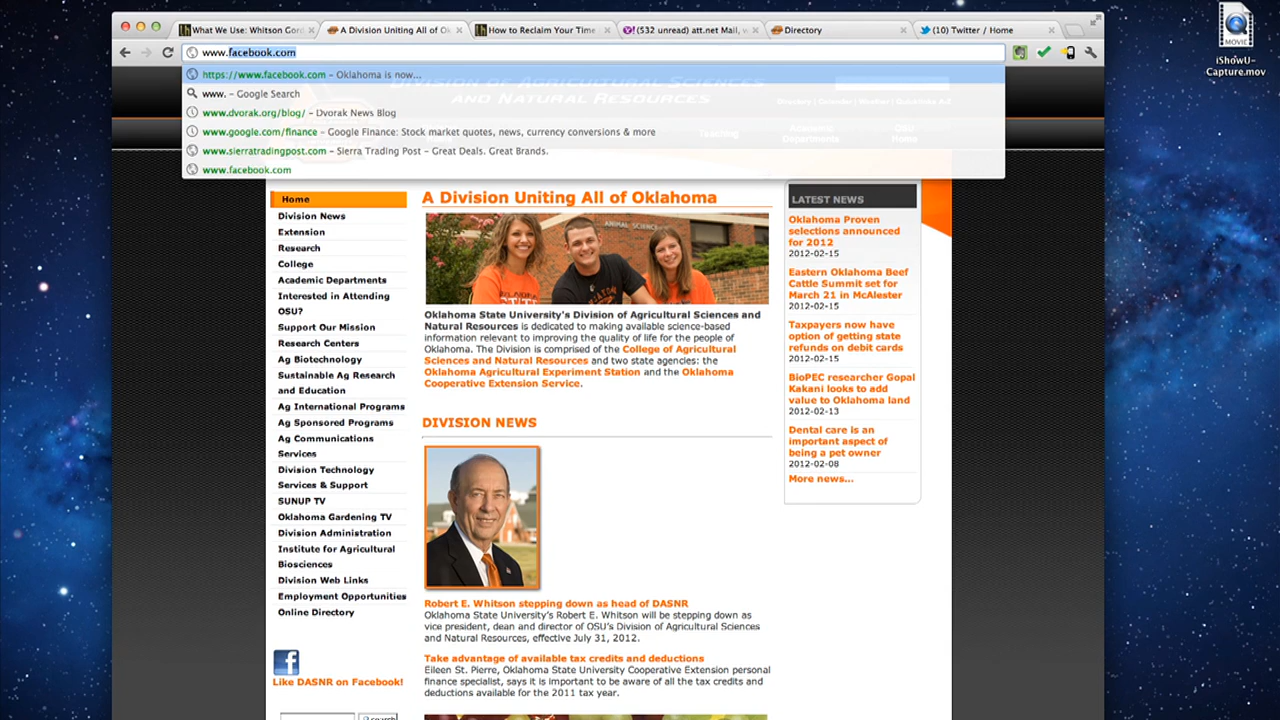 What We Use: Whitson Gord
A Division Uniting All of Ok
How to Reclaim Your Time
(532 unread) att.net Mail, w
Directory
(10) Twitter / Home
www.facebook.com
https://www.facebook.com – Oklahoma is now...
www. – Google Search
www.dvorak.org/blog/ – Dvorak News Blog
www.google.com/finance – Google Finance: Stock market quotes, news, currency conversions & more
www.sierratradingpost.com – Sierra Trading Post – Great Deals. Great Brands.
www.facebook.com
DIVISION OF AGRICULTURAL SCIENCES
AND NATURAL RESOURCES
Teaching
Academic
Departments
OSU
Home
MOVIE
iShowU-
Capture.mov
Home
Division News
Extension
Research
College
Academic Departments
Interested in Attending
OSU?
Support Our Mission
Research Centers
Ag Biotechnology
Sustainable Ag Research
and Education
Ag International Programs
Ag Sponsored Programs
Ag Communications
Services
Division Technology
Services & Support
SUNUP TV
Oklahoma Gardening TV
Division Administration
Institute for Agricultural
Biosciences
Division Web Links
Employment Opportunities
Online Directory
Like DASNR on Facebook!
search
A Division Uniting All of Oklahoma
ANIMAL SCIENCE
Oklahoma State University's Division of Agricultural Sciences and
Natural Resources is dedicated to making available science-based
information relevant to improving the quality of life for the people of
Oklahoma. The Division is comprised of the College of Agricultural
Sciences and Natural Resources and two state agencies: the
Oklahoma Agricultural Experiment Station and the Oklahoma
Cooperative Extension Service.
DIVISION NEWS
Robert E. Whitson stepping down as head of DASNR
Oklahoma State University's Robert E. Whitson will be stepping down as
vice president, dean and director of OSU's Division of Agricultural Sciences
and Natural Resources, effective July 31, 2012.
Take advantage of available tax credits and deductions
Eileen St. Pierre, Oklahoma State University Cooperative Extension personal
finance specialist, says it is important to be aware of all the tax credits and
deductions available for the 2011 tax year.
LATEST NEWS
Oklahoma Proven
selections announced
for 2012
2012-02-15
Eastern Oklahoma Beef
Cattle Summit set for
March 21 in McAlester
2012-02-15
Taxpayers now have
option of getting state
refunds on debit cards
2012-02-15
BioPEC researcher Gopal
Kakani looks to add
value to Oklahoma land
2012-02-13
Dental care is an
important aspect of
being a pet owner
2012-02-08
More news...